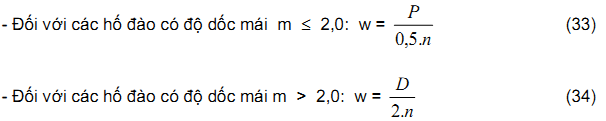 - Đối với các hố đào có độ dốc mái m ≤ 2,0: w = P / 0,5.n (33)
- Đối với các hố đào có độ dốc mái m > 2,0: w = D / 2.n (34)